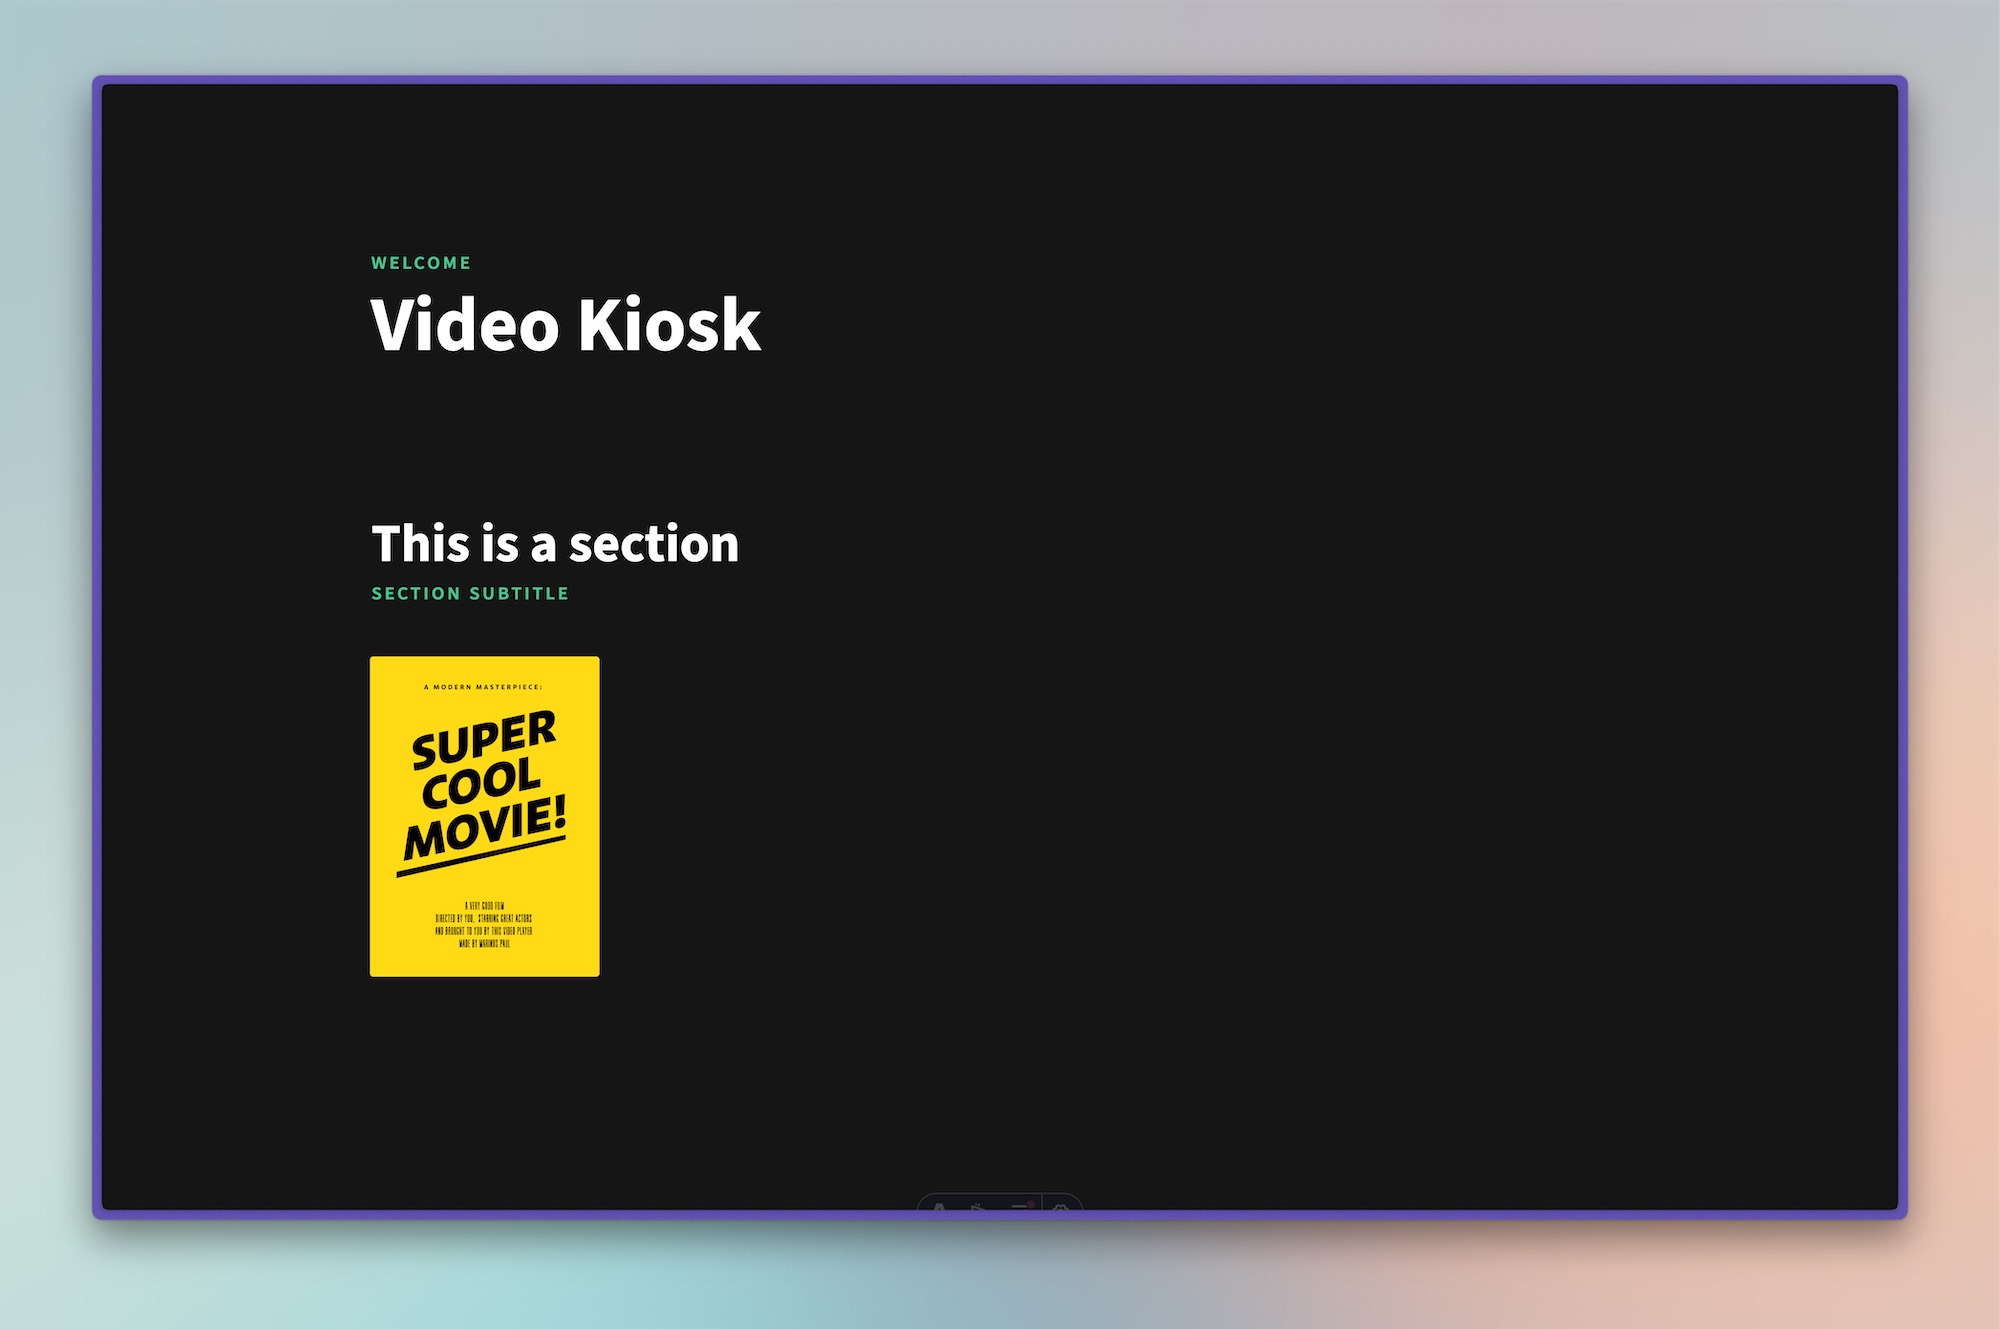 WELCOME
Video Kiosk
This is a section
SECTION SUBTITLE
A MODERN MASTERPIECE:
SUPER
COOL
MOVIE!
A VERY GOOD FILM
DIRECTED BY YOU, STARRING GREAT ACTORS
AND BROUGHT TO YOU BY THIS VIDEO PLAYER
MADE BY MARINUS PAUL